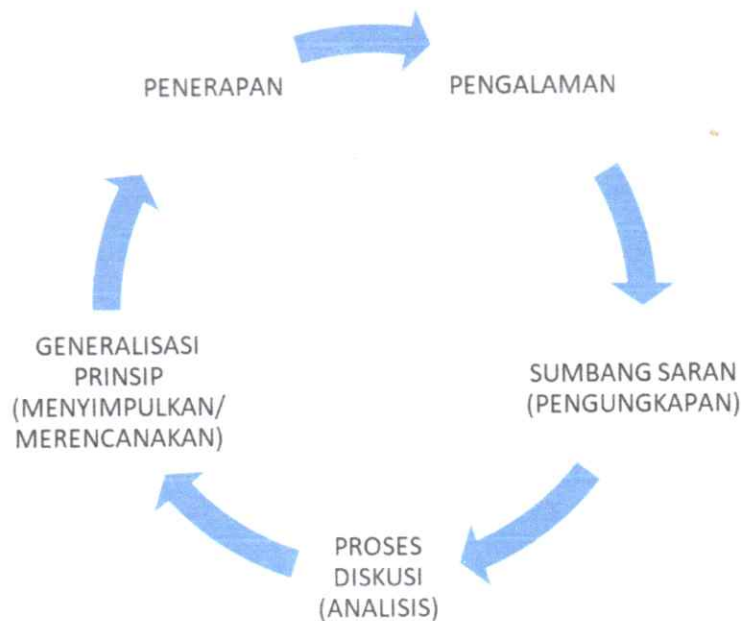 PENERAPAN
PENGALAMAN
SUMBANG SARAN
(PENGUNGKAPAN)
PROSES
DISKUSI
(ANALISIS)
GENERALISASI
PRINSIP
(MENYIMPULKAN/
MERENCANAKAN)